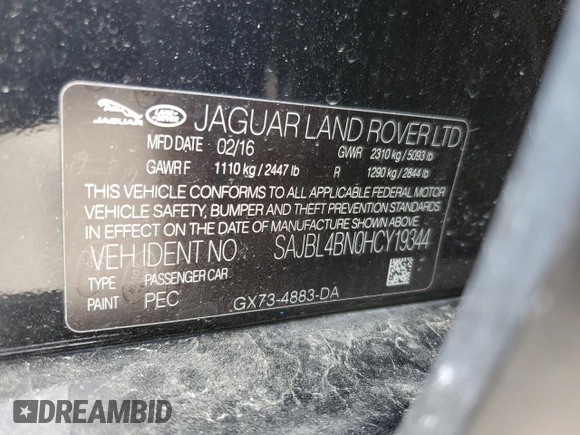 JAGUAR LAND ROVER JAGUAR LAND ROVER LTD
MFD DATE 02/16 GVWR 2310 kg / 5093 lb
GAWR F 1110 kg / 2447 lb R 1290 kg / 2844 lb
THIS VEHICLE CONFORMS TO ALL APPLICABLE FEDERAL MOTOR
VEHICLE SAFETY, BUMPER AND THEFT PREVENTION STANDARDS
IN EFFECT ON THE DATE OF MANUFACTURE SHOWN ABOVE.
VEH IDENT NO. SAJBL4BN0HCY19344
TYPE PASSENGER CAR
PAINT PEC GX73-4883-DA
DREAMBID